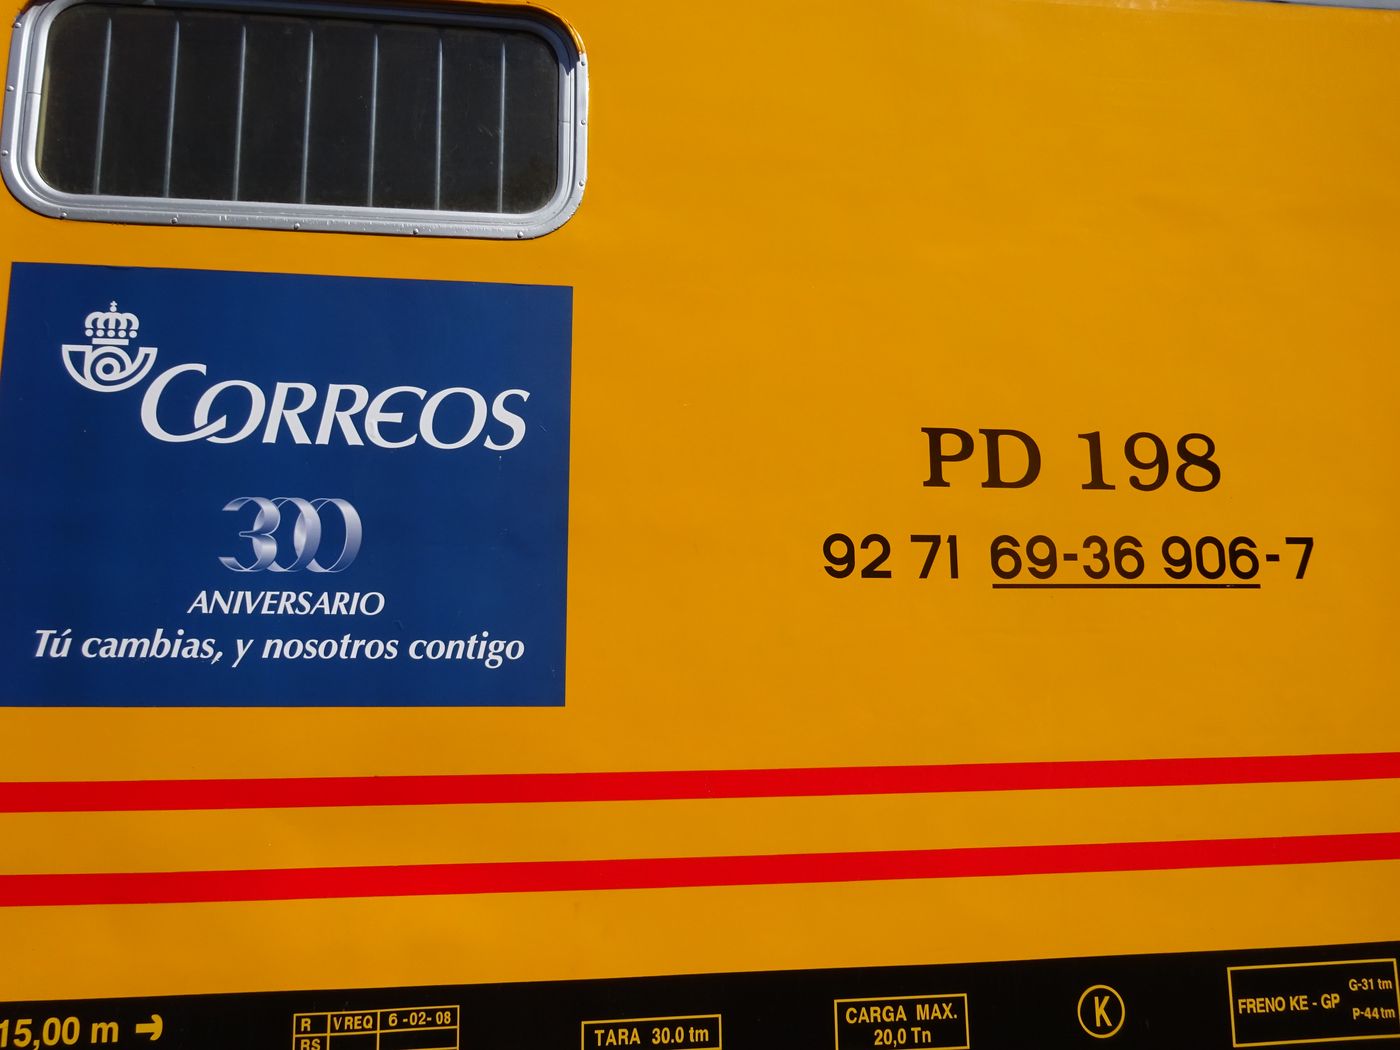 CORREOS
300
ANIVERSARIO
Tú cambias, y nosotros contigo
PD 198
92 71 69-36 906-7
15,00 m
R VREQ 6-02-08
RS
TARA 30.0 tm
CARGA MAX.
20,0 Tn
K
FRENO KE - GP
G-31 tm
P-44 tm